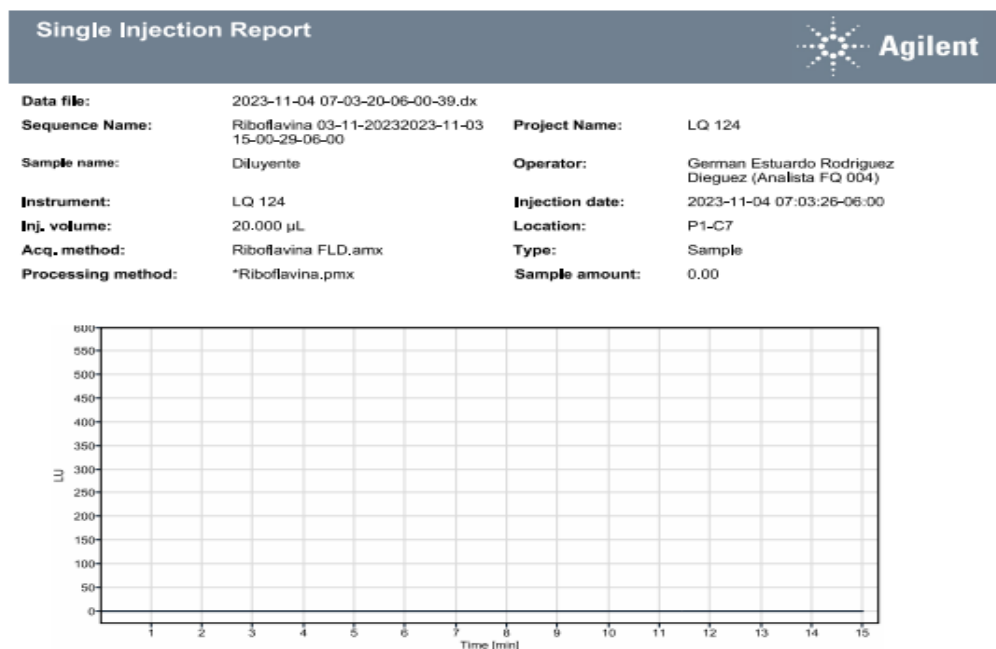 Single Injection Report
Agilent
Data file: 2023-11-04 07-03-20-06-00-39.dx
Sequence Name: Riboflavina 03-11-20232023-11-03 Project Name: LQ 124
15-00-29-06-00
Sample name: Diluyente Operator: German Estuardo Rodriguez
Dieguez (Analista FQ 004)
Instrument: LQ 124 Injection date: 2023-11-04 07:03:26-06:00
Inj. volume: 20.000 µL Location: P1-C7
Acq. method: Riboflavina FLD.amx Type: Sample
Processing method: *Riboflavina.pmx Sample amount: 0.00
600
550
500
450
400
350
300
250
200
150
100
50
0
LU
1 2 3 4 5 6 7 8 9 10 11 12 13 14 15
Time [min]